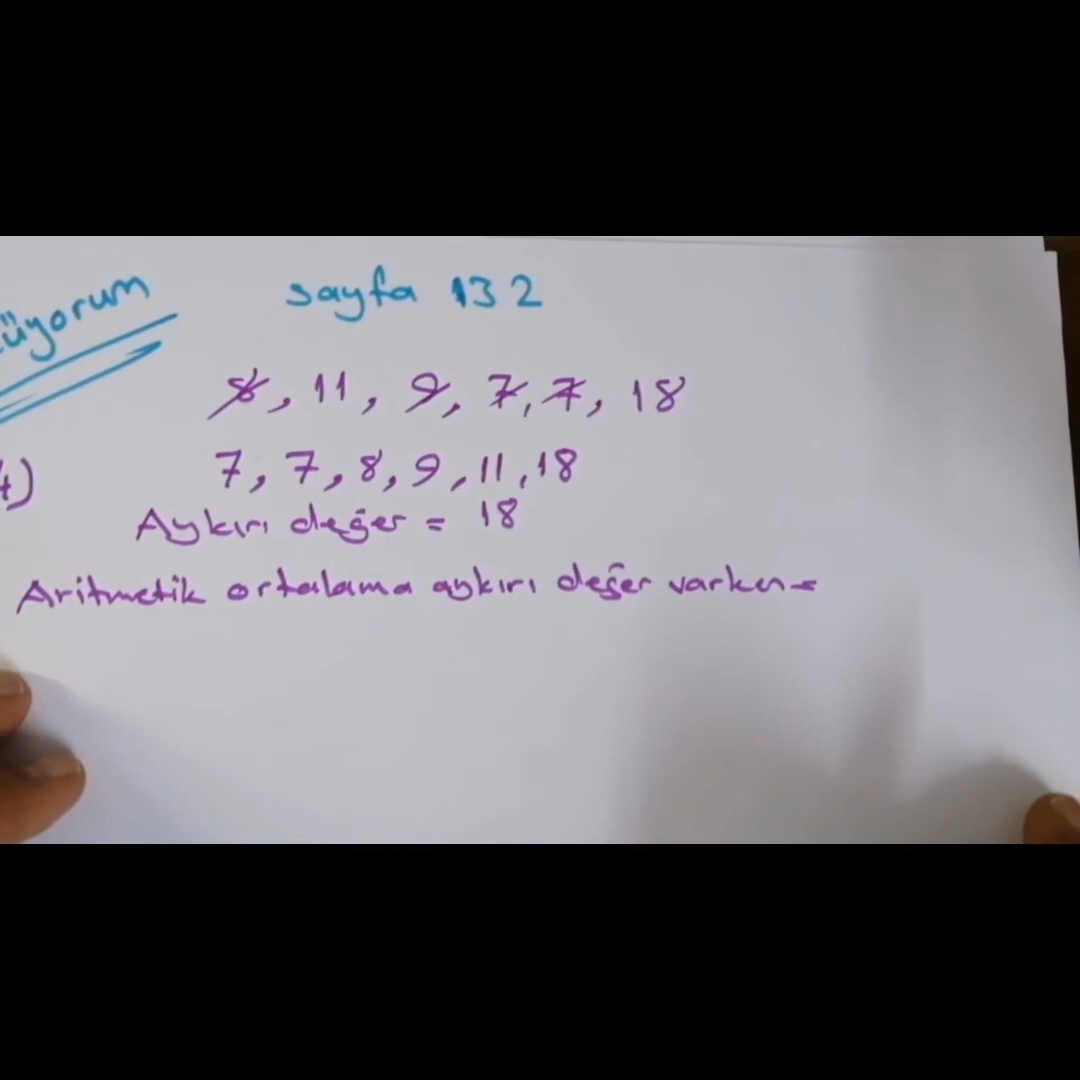 üyorum sayfa 132
8, 11, 9, 7, 7, 18
4) 7, 7, 8, 9, 11, 18
Aykırı değer = 18
Aritmetik ortalama aykırı değer varken =